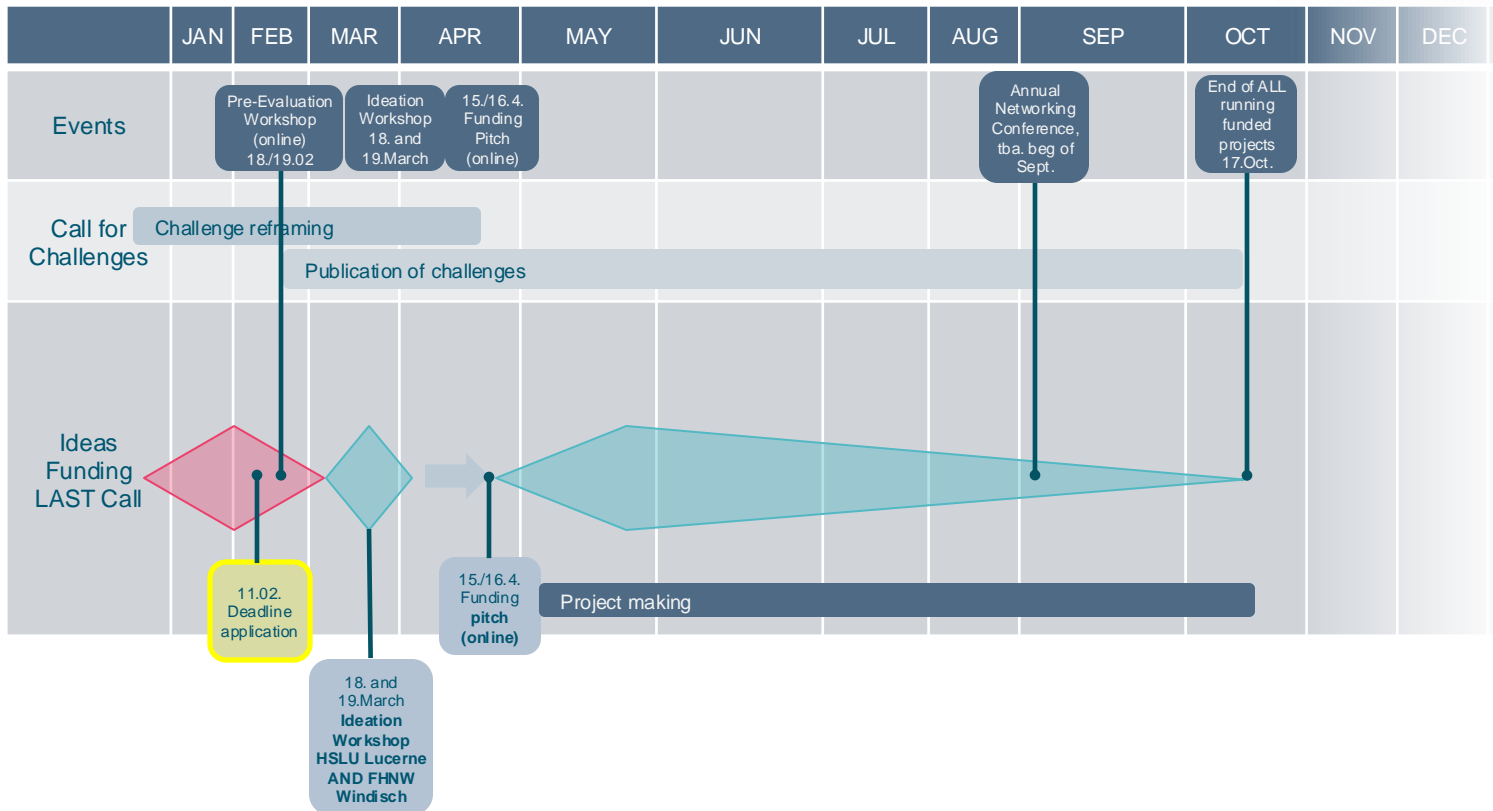 JAN FEB MAR APR MAY JUN JUL AUG SEP OCT NOV DEC
Events
Pre-Evaluation
Workshop
(online)
18./19.02
Ideation
Workshop
18. and
19.March
15./16.4.
Funding
Pitch
(online)
Annual
Networking
Conference,
tba. beg of
Sept.
End of ALL
running
funded
projects
17.Oct.
Call for
Challenges
Challenge reframing
Publication of challenges
Ideas
Funding
LAST Call
11.02.
Deadline
application
18. and
19.March
Ideation
Workshop
HSLU Lucerne
AND FHNW
Windisch
15./16.4.
Funding
pitch
(online)
Project making